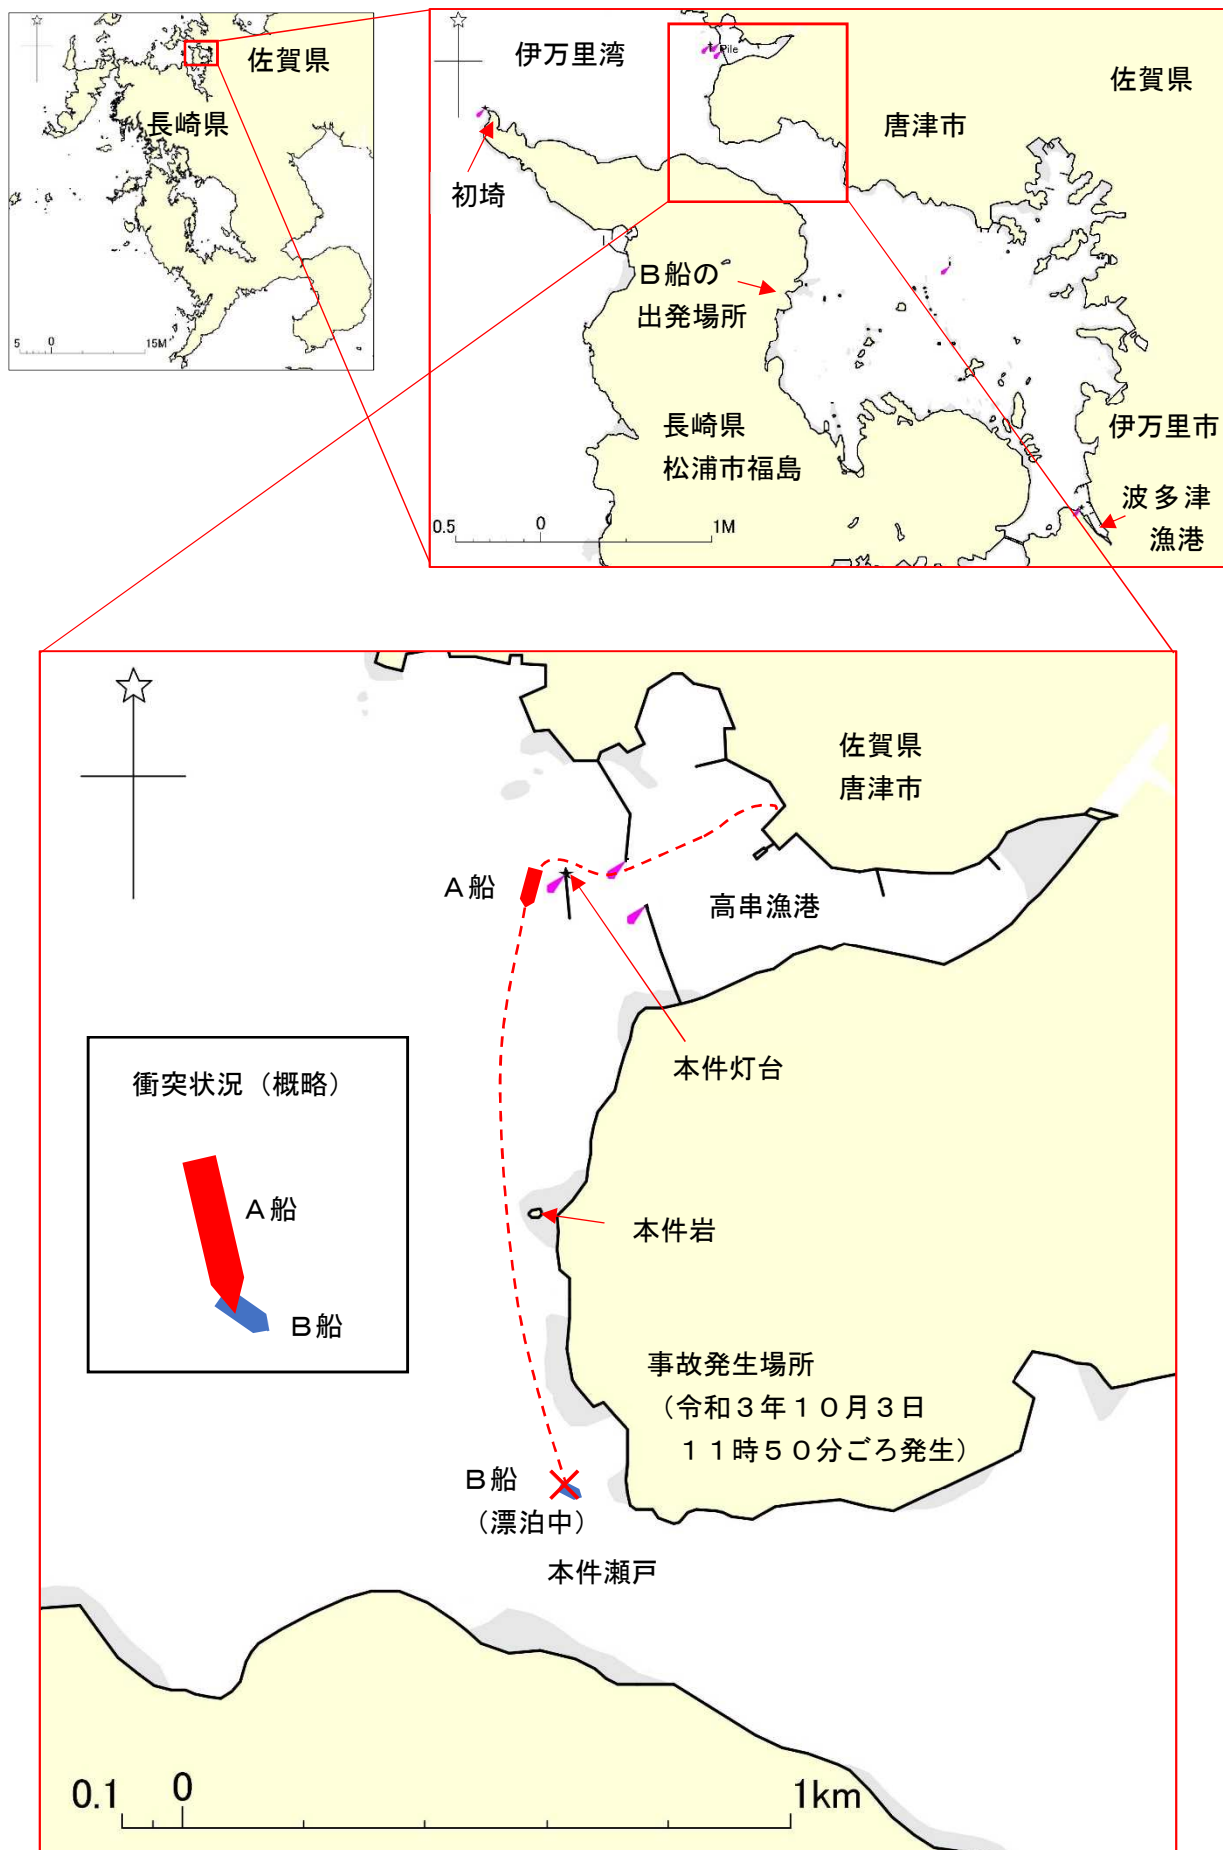 佐賀県
長崎県
5 0 15M
伊万里湾
Pile
佐賀県
唐津市
初埼
B船の
出発場所
長崎県
松浦市福島
伊万里市
波多津
漁港
0.5 0 1M
佐賀県
唐津市
A船
高串漁港
本件灯台
衝突状況(概略)
A船
B船
本件岩
事故発生場所
(令和3年10月3日
11時50分ごろ発生)
B船
(漂泊中)
本件瀬戸
0.1 0 1km